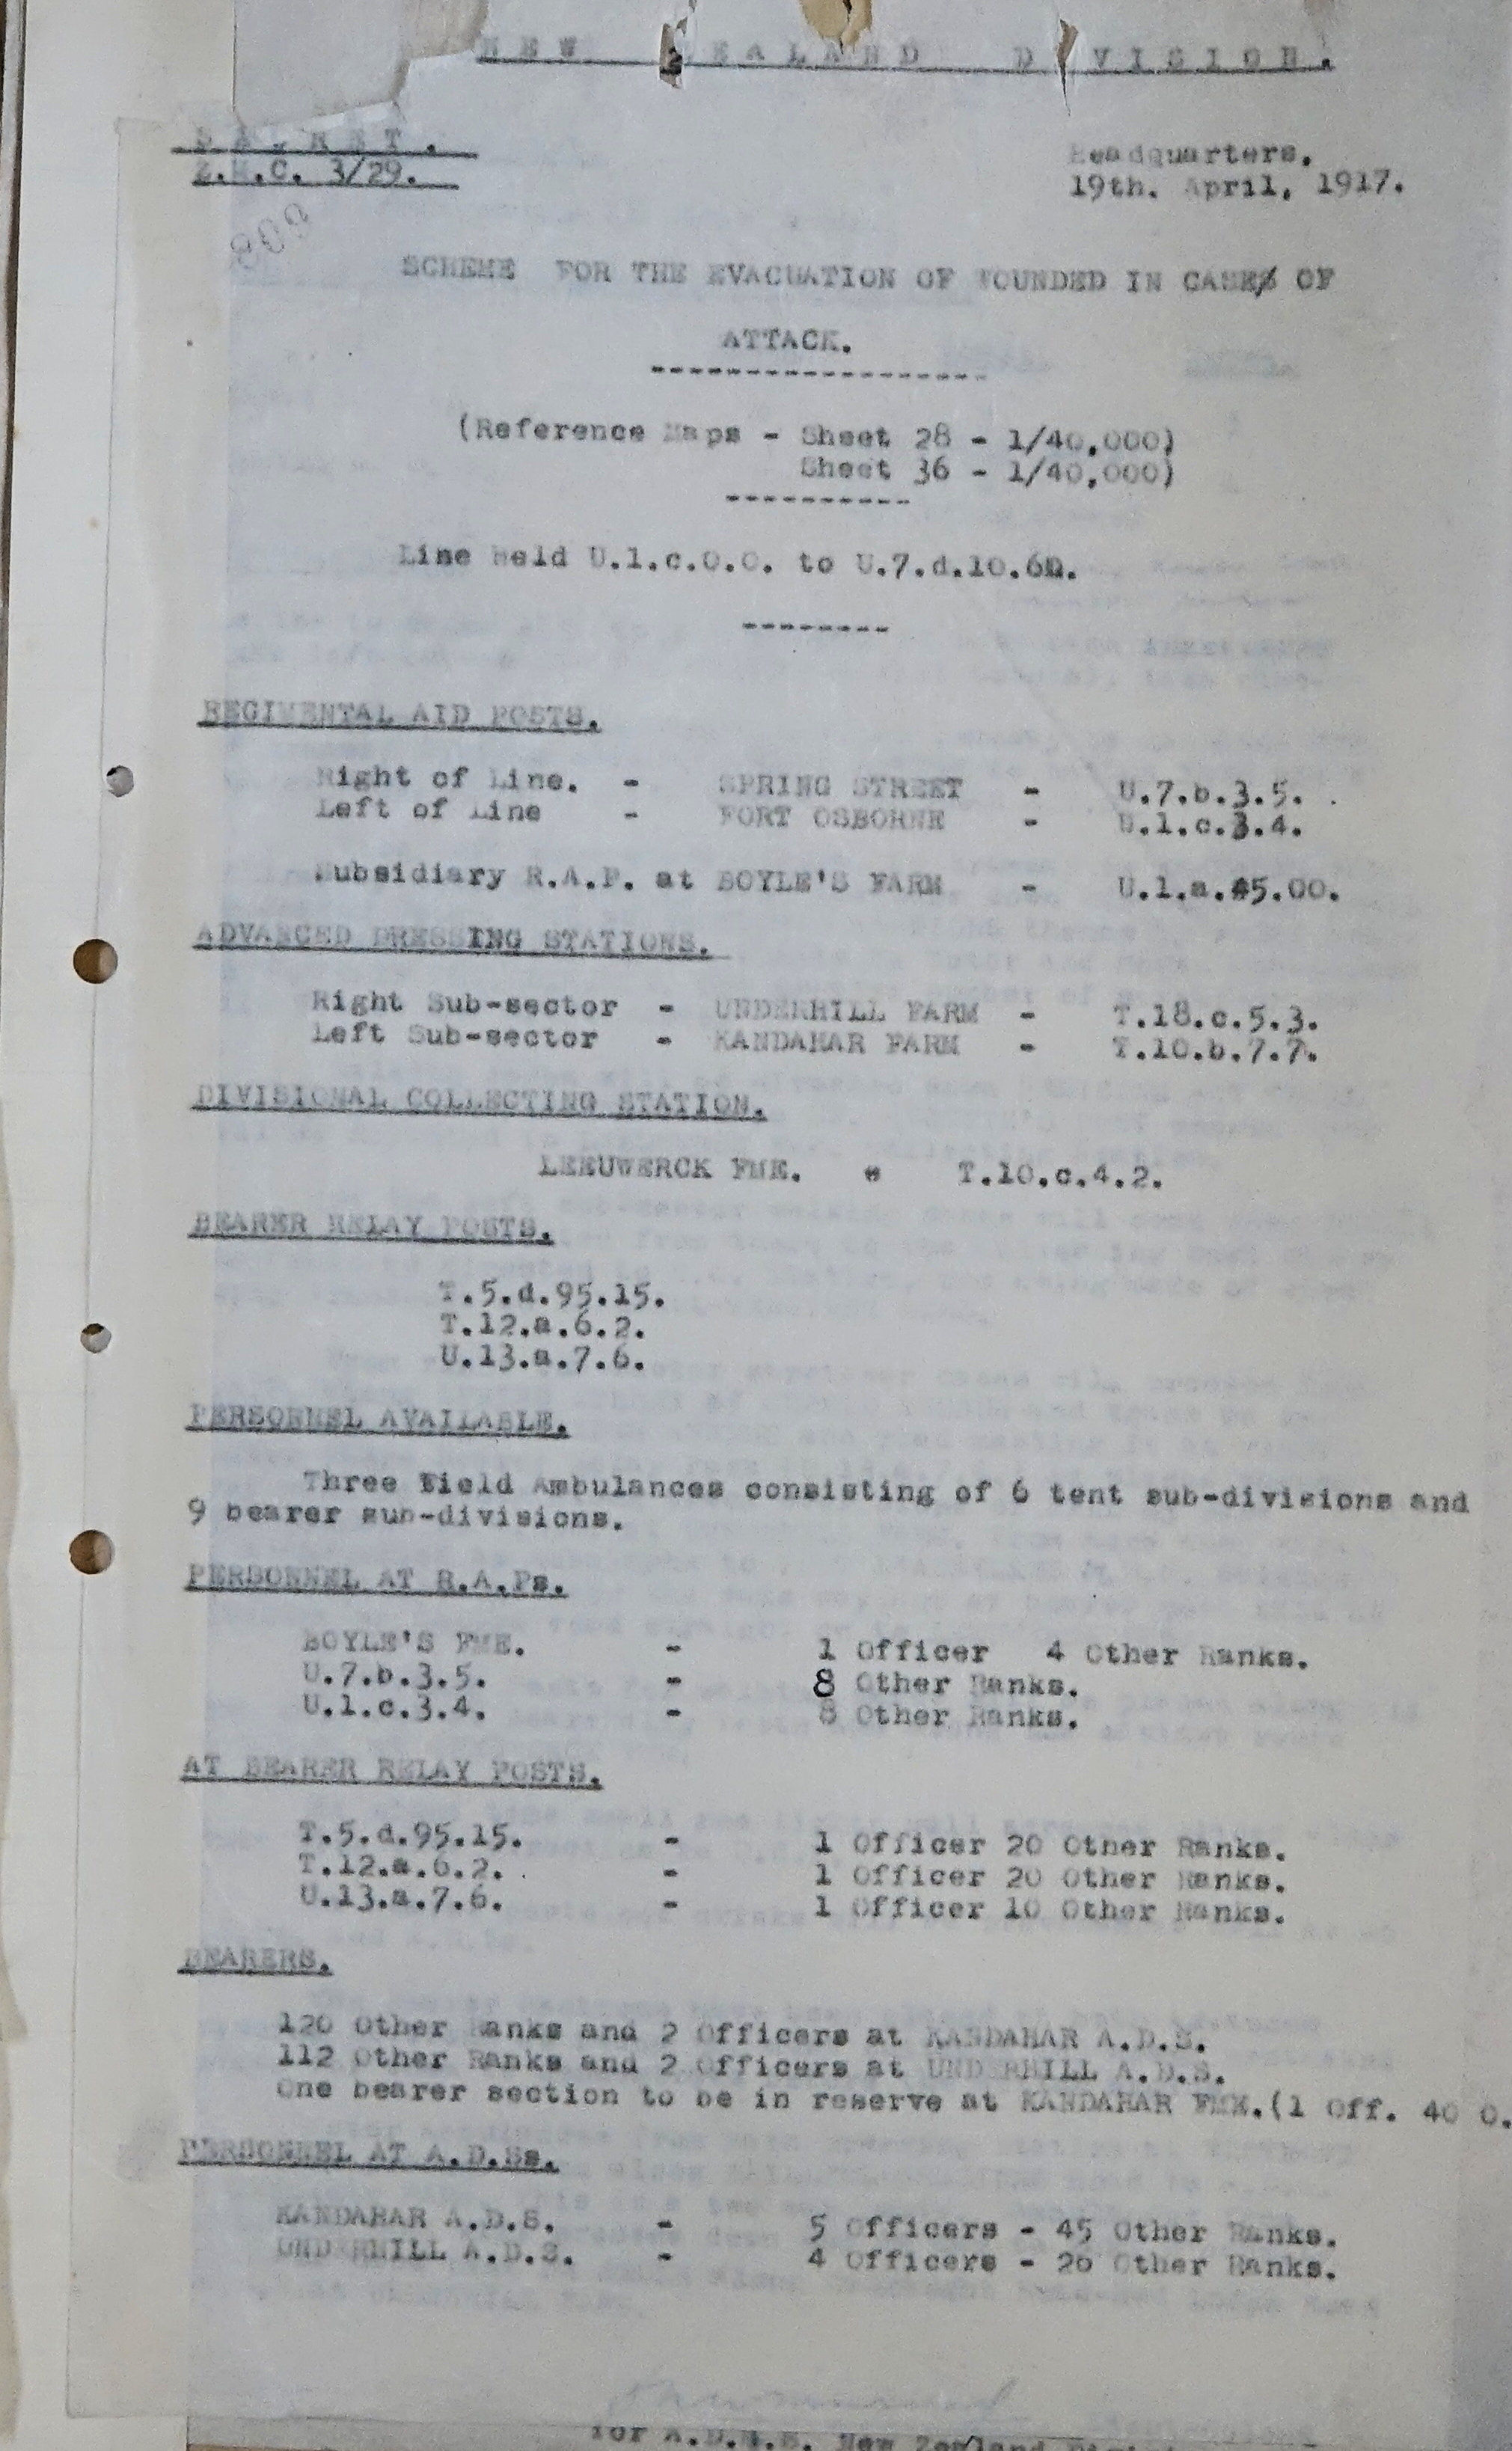 NEW ZEALAND DIVISION.
SECRET.
Z.M.C. 3/29.
Headquarters.
19th. April, 1917.
SCHEME FOR THE EVACUATION OF WOUNDED IN CASE OF
ATTACK.
------------------
(Reference Maps - Sheet 28 - 1/40,000)
Sheet 36 - 1/40,000)
----------
Line Held U.1.c.0.0. to U.7.d.10.60.
--------
REGIMENTAL AID POSTS.
Right of Line. - SPRING STREET - U.7.b.3.5.
Left of Line - FORT OSBORNE - U.1.c.3.4.
Subsidiary R.A.P. at BOYLE'S FARM - U.1.a.45.00.
ADVANCED DRESSING STATIONS.
Right Sub-sector - UNDERHILL FARM - T.18.c.5.3.
Left Sub-sector - KANDAHAR FARM - T.10.b.7.7.
DIVISIONAL COLLECTING STATION.
LEEUWERCK FME. - T.10.c.4.2.
BEARER RELAY POSTS.
T.5.d.95.15.
T.12.a.6.2.
U.13.a.7.6.
PERSONNEL AVAILABLE.
Three Field Ambulances consisting of 6 tent sub-divisions and
9 bearer sub-divisions.
PERSONNEL AT R.A.Ps.
BOYLE'S FME. - 1 Officer 4 Other Ranks.
U.7.b.3.5. - 8 Other Ranks.
U.1.c.3.4. - 8 Other Ranks.
AT BEARER RELAY POSTS.
T.5.d.95.15. - 1 Officer 20 Other Ranks.
T.12.a.6.2. - 1 Officer 20 Other Ranks.
U.13.a.7.6. - 1 Officer 10 Other Ranks.
BEARERS.
120 Other Ranks and 2 Officers at KANDAHAR A.D.S.
112 Other Ranks and 2 Officers at UNDERHILL A.D.S.
One bearer section to be in reserve at KANDAHAR FME.(1 Off. 40 O.
PERSONNEL AT A.D.Ss.
KANDAHAR A.D.S. - 5 Officers - 45 Other Ranks.
UNDERHILL A.D.S. - 4 Officers - 26 Other Ranks.
for A.D.M.S. New Zealand